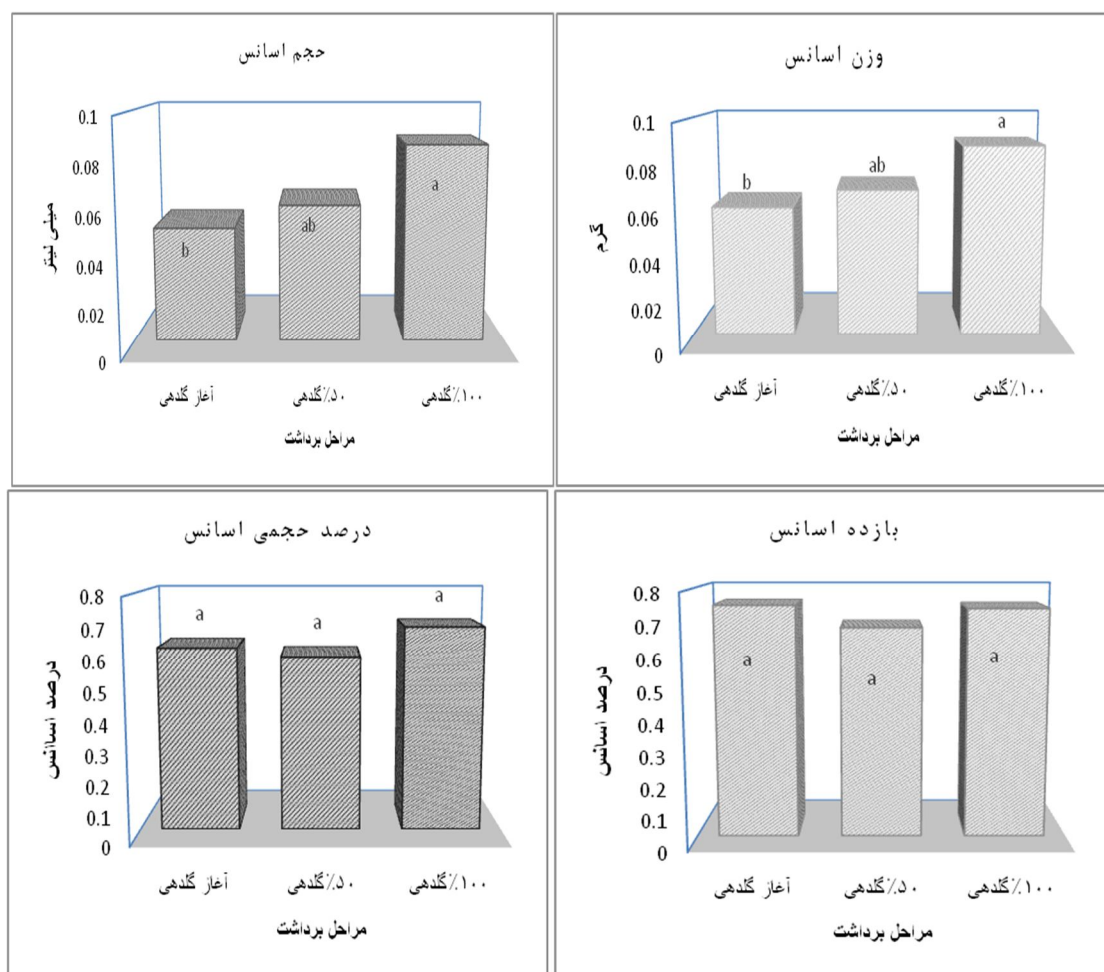 حجم اسانس
0.1
0.08
0.06
0.04
0.02
0
میلی لیتر
b
ab
a
آغاز گلدهی
۵۰٪گلدهی
۱۰۰٪گلدهی
مراحل برداشت
وزن اسانس
0.1
0.08
0.06
0.04
0.02
0
گرم
b
ab
a
آغاز گلدهی
۵۰٪گلدهی
۱۰۰٪گلدهی
مراحل برداشت
درصد حجمی اسانس
0.8
0.7
0.6
0.5
0.4
0.3
0.2
0.1
0
درصد اسانس
a
a
a
آغاز گلدهی
۵۰٪گلدهی
۱۰۰٪گلدهی
مراحل برداشت
بازده اسانس
0.8
0.7
0.6
0.5
0.4
0.3
0.2
0.1
0
درصد اسانس
a
a
a
آغاز گلدهی
۵۰٪گلدهی
۱۰۰٪گلدهی
مراحل برداشت